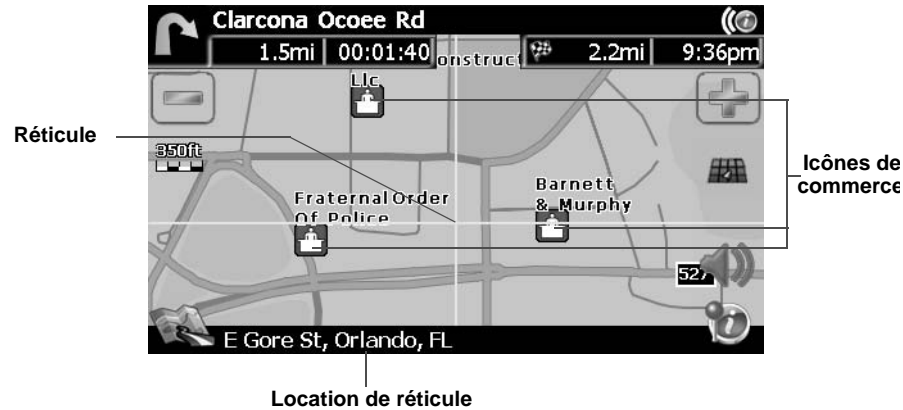 Clarcona Ocoee Rd
1.5mi 00:01:40 2.2mi 9:36pm
onstruct
Llc
Réticule
350ft
Icônes de
commerce
Barnett
& Murphy
Fraternal Order
Of Police
527
E Gore St, Orlando, FL
Location de réticule